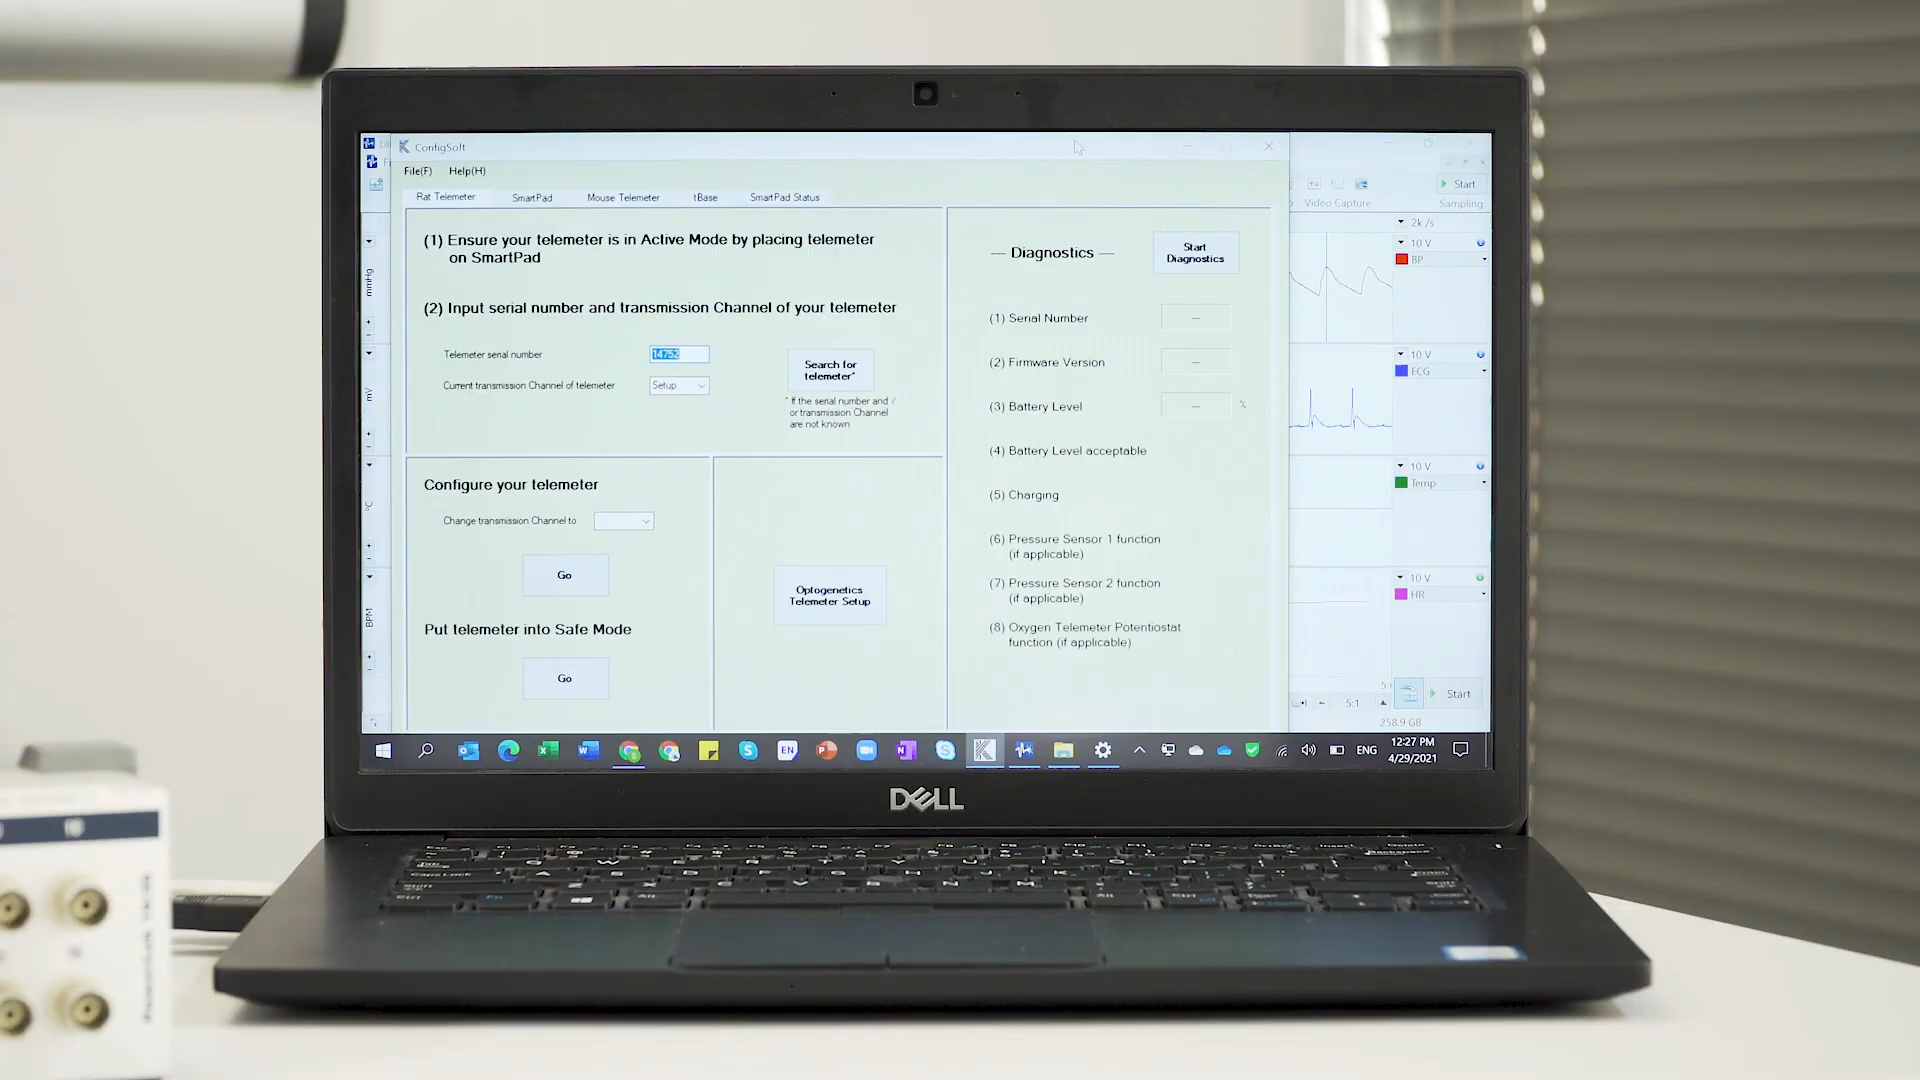 ConfigSoft
File(F) Help(H)
Rat Telemeter SmartPad Mouse Telemeter tBase SmartPad Status
(1) Ensure your telemeter is in Active Mode by placing telemeter
on SmartPad
(2) Input serial number and transmission Channel of your telemeter
Telemeter serial number 14752
Current transmission Channel of telemeter Setup
Search for
telemeter*
* If the serial number and /
or transmission Channel
are not known
Configure your telemeter
Change transmission Channel to
Go
Put telemeter into Safe Mode
Go
Optogenetics
Telemeter Setup
— Diagnostics —
Start
Diagnostics
(1) Serial Number —
(2) Firmware Version —
(3) Battery Level — %
(4) Battery Level acceptable
(5) Charging
(6) Pressure Sensor 1 function
(if applicable)
(7) Pressure Sensor 2 function
(if applicable)
(8) Oxygen Telemeter Potentiostat
function (if applicable)
mmHg
mV
°C
BPM
Start
Video Capture Sampling
2k /s
10 V
BP
10 V
ECG
10 V
Temp
10 V
HR
5:1 Start
258.9 GB
EN
ENG
12:27 PM
4/29/2021
DELL